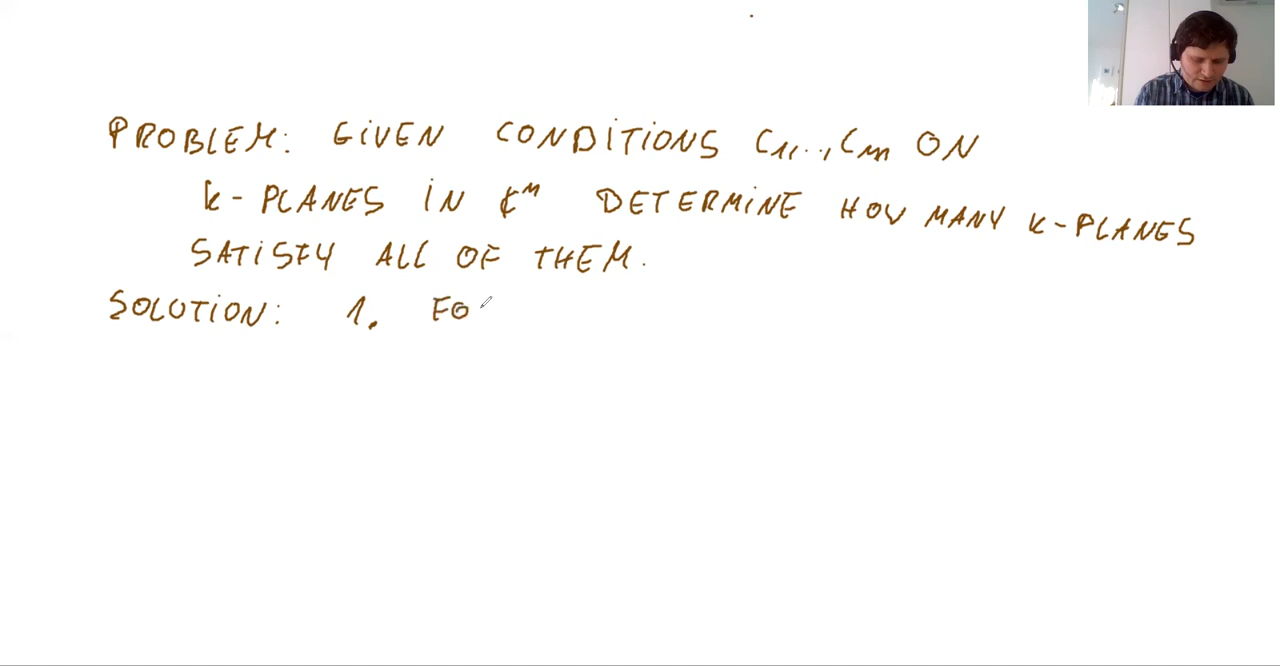 PROBLEM: GIVEN CONDITIONS C₁,..,Cₘ ON
k-PLANES IN ℂⁿ DETERMINE HOW MANY k-PLANES
SATISFY ALL OF THEM.
SOLUTION: 1. FO